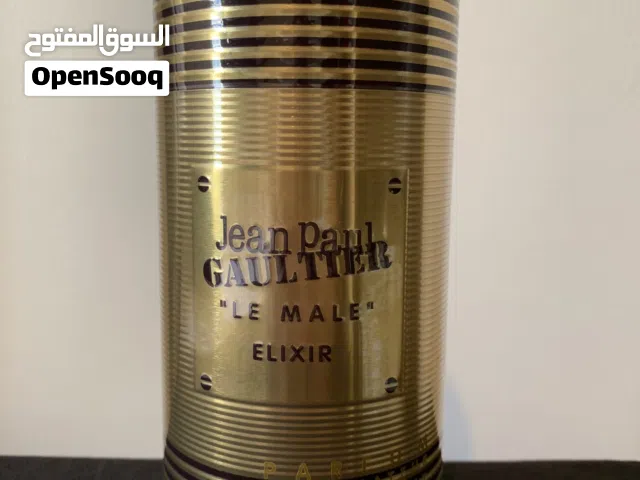 السوق المفتوح
OpenSooq
Jean Paul
GAULTIER
"LE MALE"
ELIXIR